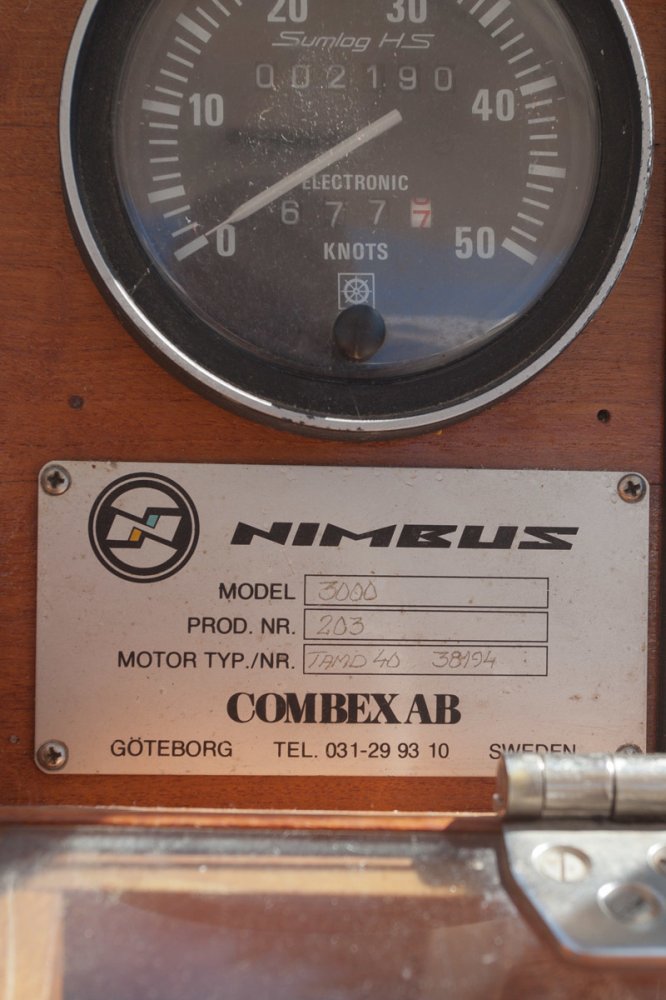 20 30
Sumlog HS
002190
10 40
ELECTRONIC
677
0 50
KNOTS
NIMBUS
MODEL 3000
PROD. NR. 203
MOTOR TYP./NR. TAMD 40 38194
COMBEX AB
GÖTEBORG TEL. 031-29 93 10 SWEDEN